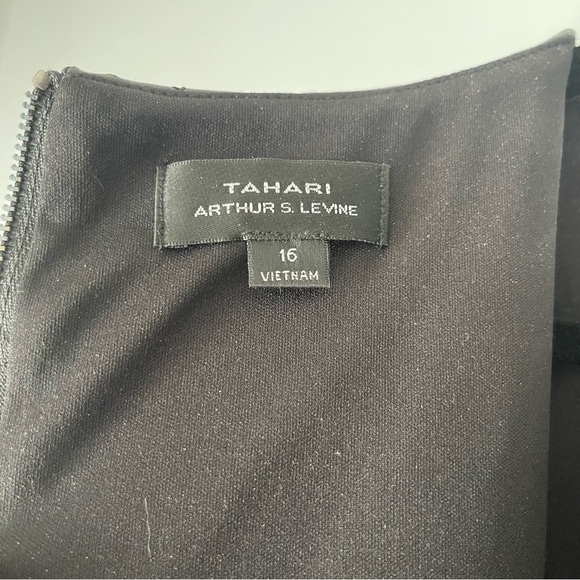 TAHARI
ARTHUR S. LEVINE
16
VIETNAM